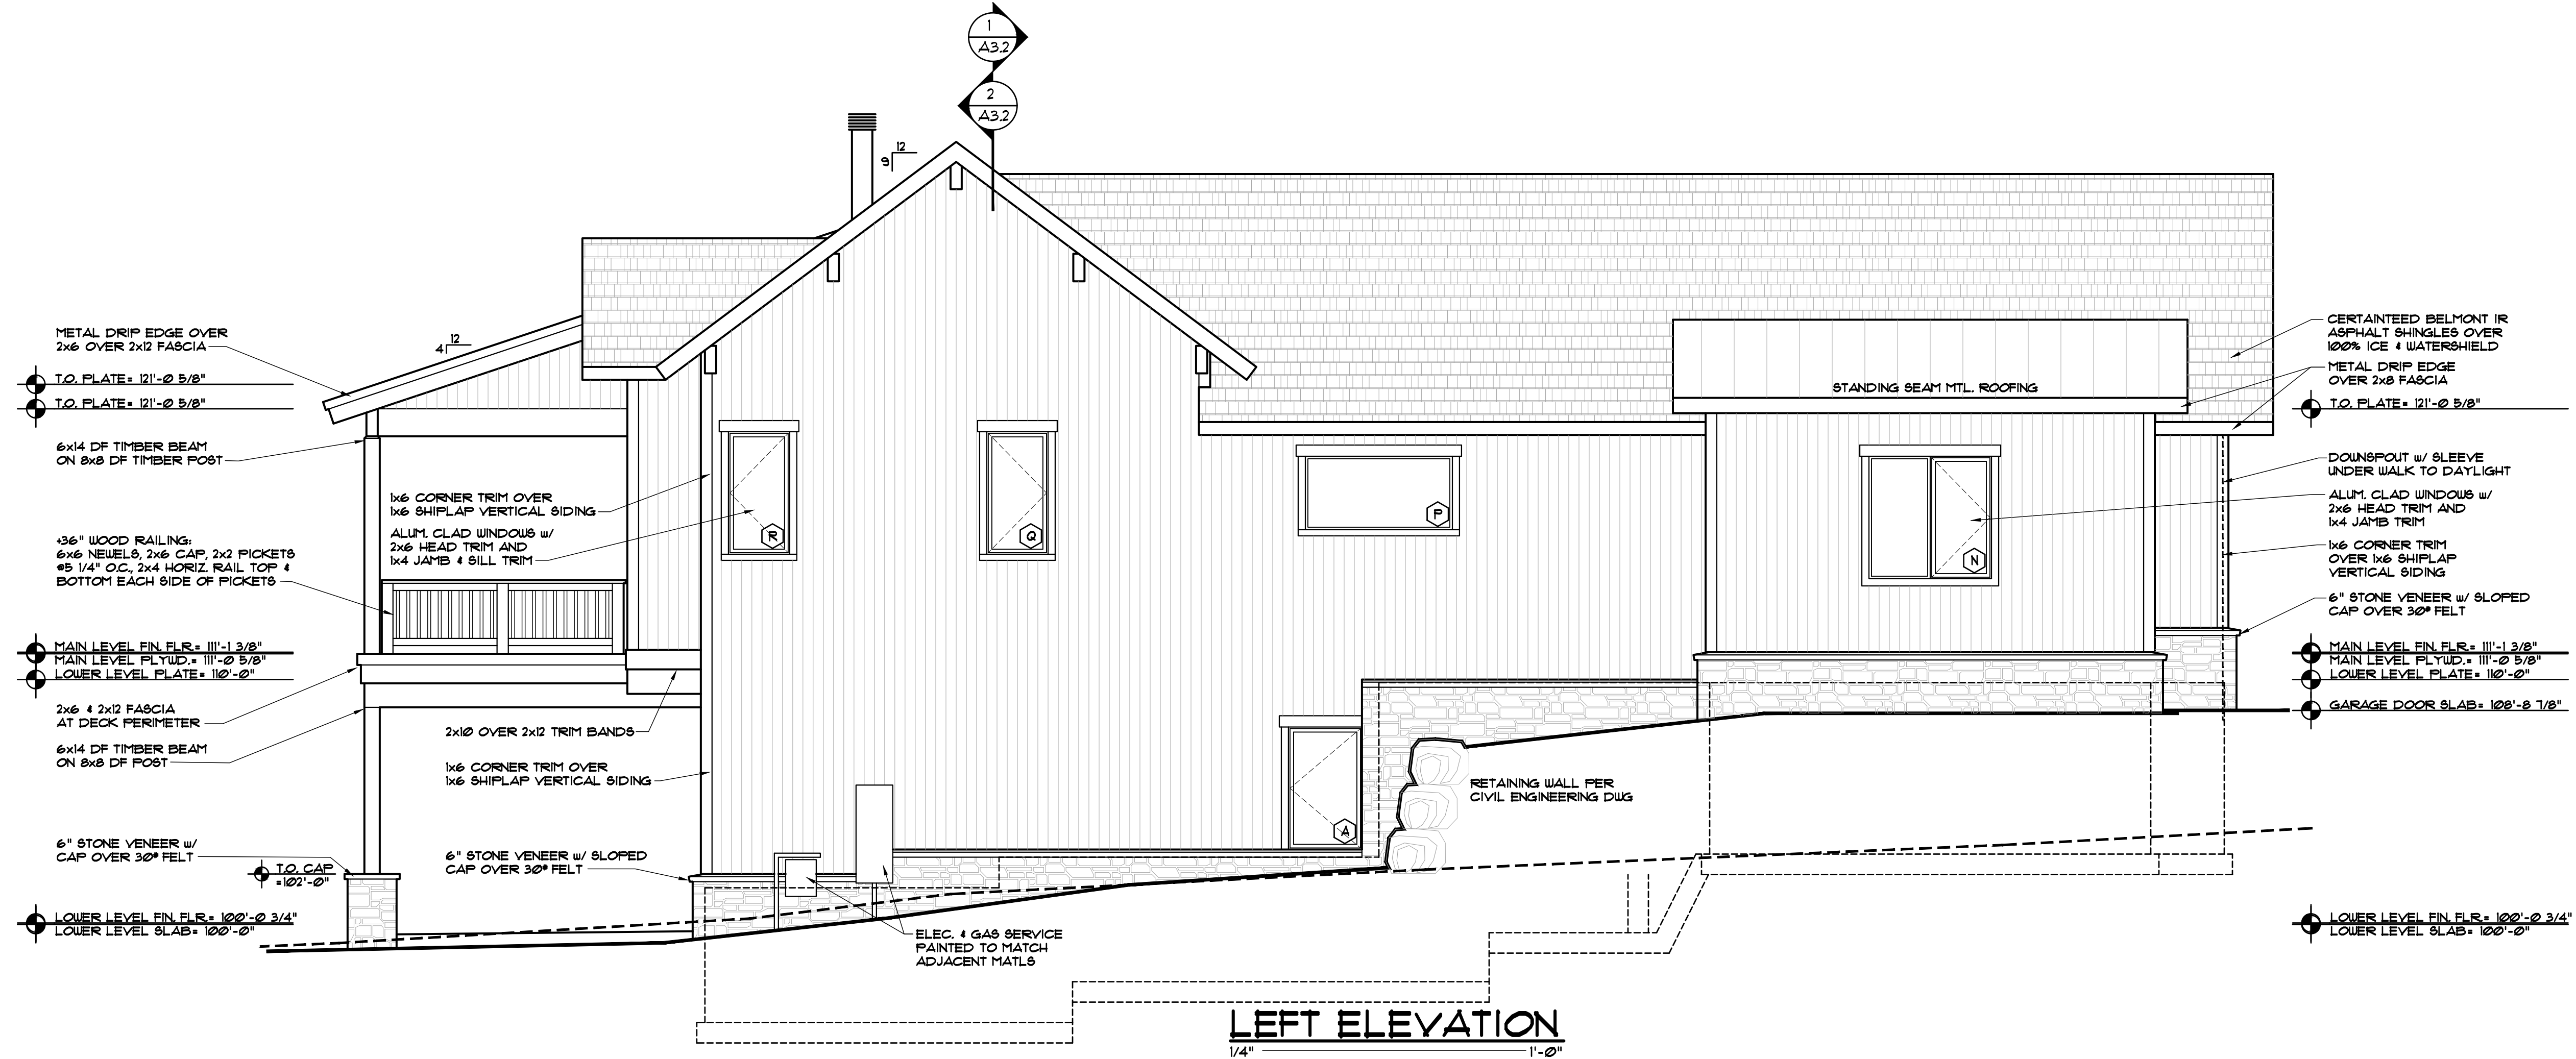 1
A3.2
2
A3.2
12
9
12
4
METAL DRIP EDGE OVER
2x6 OVER 2x12 FASCIA
T.O. PLATE= 121'-0 5/8"
T.O. PLATE= 121'-0 5/8"
6x14 DF TIMBER BEAM
ON 8x8 DF TIMBER POST
1x6 CORNER TRIM OVER
1x6 SHIPLAP VERTICAL SIDING
ALUM. CLAD WINDOWS w/
2x6 HEAD TRIM AND
1x4 JAMB & SILL TRIM
+36" WOOD RAILING:
6x6 NEWELS, 2x6 CAP, 2x2 PICKETS
@5 1/4" O.C., 2x4 HORIZ. RAIL TOP &
BOTTOM EACH SIDE OF PICKETS
MAIN LEVEL FIN. FLR.= 111'-1 3/8"
MAIN LEVEL PLYWD.= 111'-0 5/8"
LOWER LEVEL PLATE= 110'-0"
2x6 & 2x12 FASCIA
AT DECK PERIMETER
6x14 DF TIMBER BEAM
ON 8x8 DF POST
2x10 OVER 2x12 TRIM BANDS
1x6 CORNER TRIM OVER
1x6 SHIPLAP VERTICAL SIDING
6" STONE VENEER w/
CAP OVER 30# FELT
T.O. CAP
=102'-0"
6" STONE VENEER w/ SLOPED
CAP OVER 30# FELT
LOWER LEVEL FIN. FLR.= 100'-0 3/4"
LOWER LEVEL SLAB= 100'-0"
ELEC. & GAS SERVICE
PAINTED TO MATCH
ADJACENT MATLS
R
Q
P
N
A
STANDING SEAM MTL. ROOFING
RETAINING WALL PER
CIVIL ENGINEERING DWG
CERTAINTEED BELMONT IR
ASPHALT SHINGLES OVER
100% ICE & WATERSHIELD
METAL DRIP EDGE
OVER 2x8 FASCIA
T.O. PLATE= 121'-0 5/8"
DOWNSPOUT w/ SLEEVE
UNDER WALK TO DAYLIGHT
ALUM. CLAD WINDOWS w/
2x6 HEAD TRIM AND
1x4 JAMB TRIM
1x6 CORNER TRIM
OVER 1x6 SHIPLAP
VERTICAL SIDING
6" STONE VENEER w/ SLOPED
CAP OVER 30# FELT
MAIN LEVEL FIN. FLR.= 111'-1 3/8"
MAIN LEVEL PLYWD.= 111'-0 5/8"
LOWER LEVEL PLATE= 110'-0"
GARAGE DOOR SLAB= 108'-8 7/8"
LOWER LEVEL FIN. FLR.= 100'-0 3/4"
LOWER LEVEL SLAB= 100'-0"
LEFT ELEVATION
1/4" 1'-0"